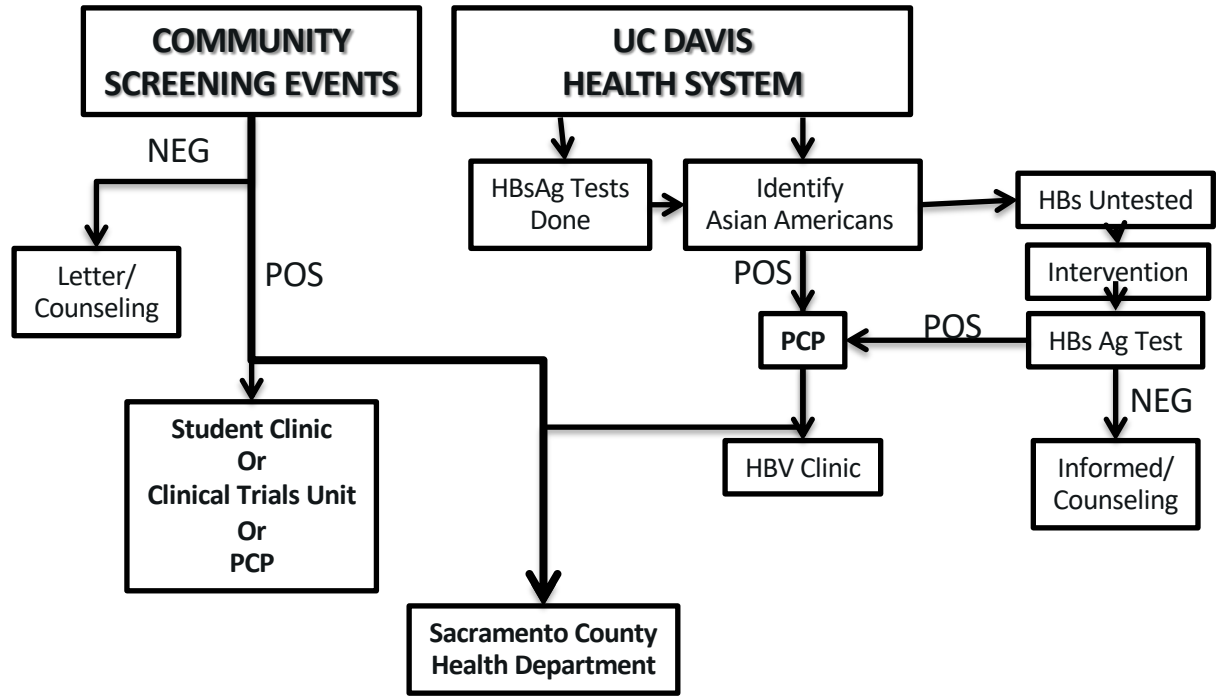 COMMUNITY
SCREENING EVENTS
UC DAVIS
HEALTH SYSTEM
NEG
HBsAg Tests
Done
Identify
Asian Americans
HBs Untested
Letter/
Counseling
POS
POS
Intervention
PCP
POS
HBs Ag Test
NEG
Student Clinic
Or
Clinical Trials Unit
Or
PCP
HBV Clinic
Informed/
Counseling
Sacramento County
Health Department